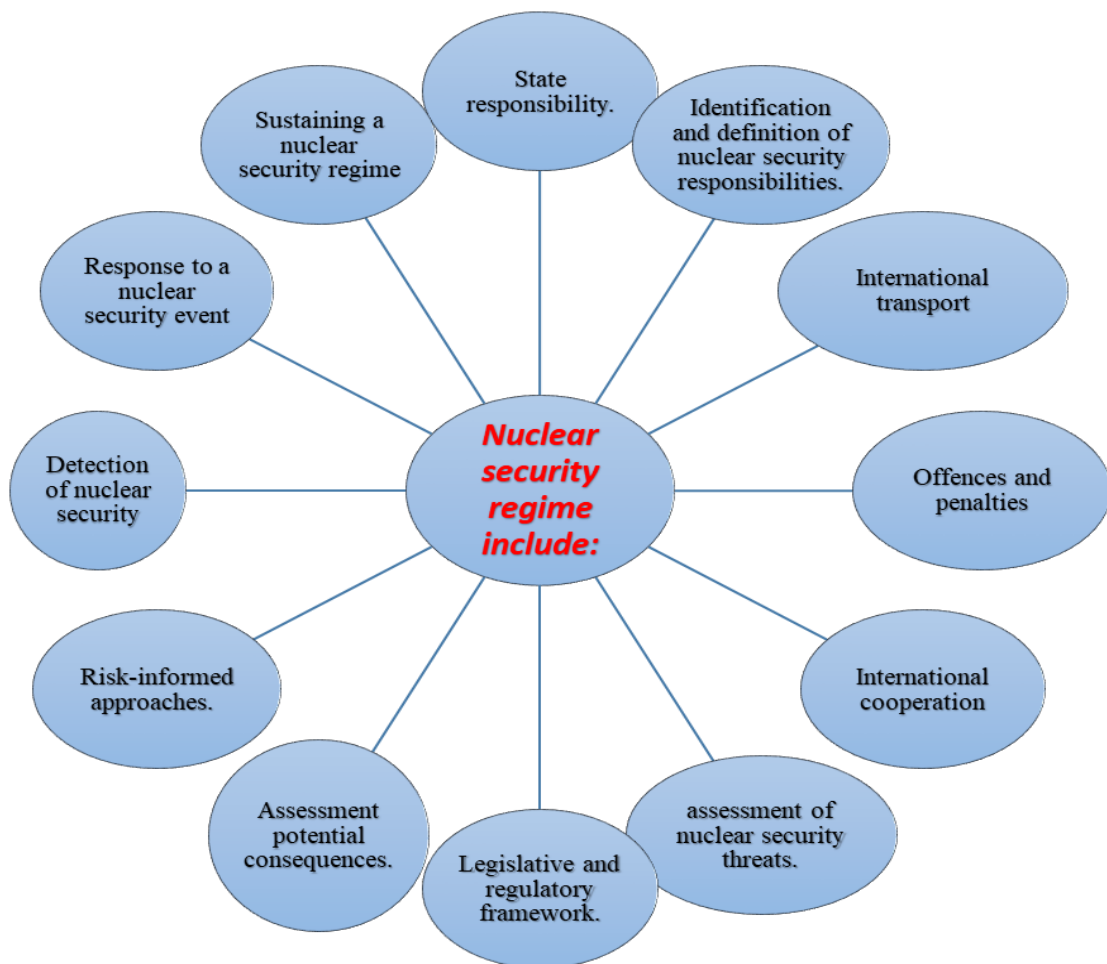 State
responsibility.
Identification
and definition of
nuclear security
responsibilities.
International
transport
Offences and
penalties
International
cooperation
assessment of
nuclear security
threats.
Legislative and
regulatory
framework.
Assessment
potential
consequences.
Risk-informed
approaches.
Detection
of nuclear
security
Response to a
nuclear
security event
Sustaining a
nuclear
security regime
Nuclear
security
regime
include: